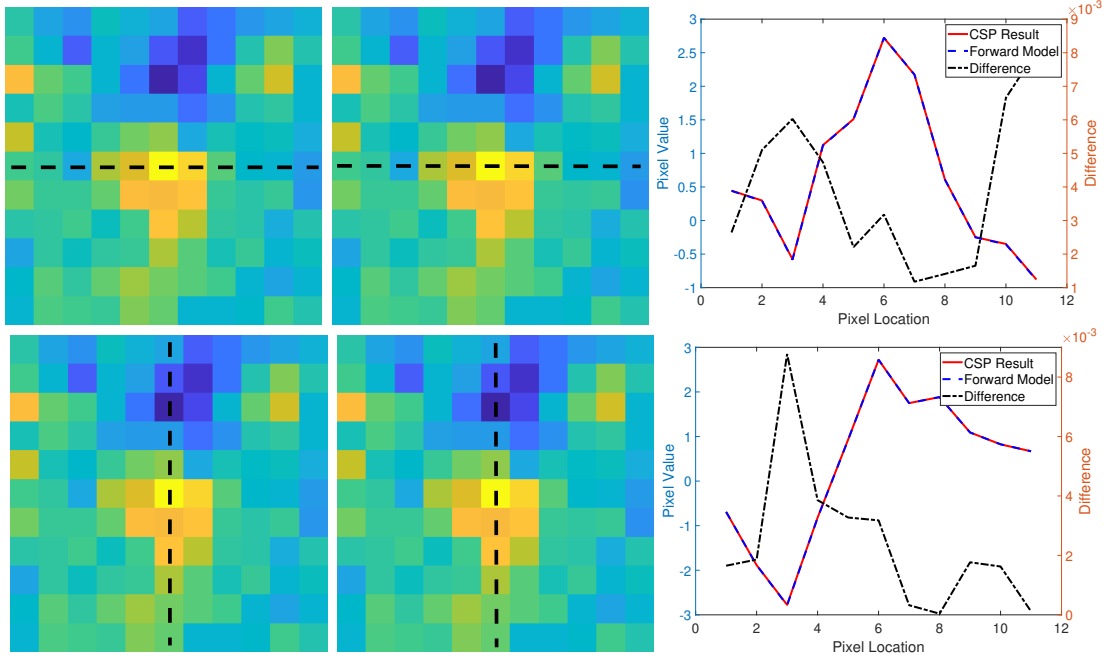 ×10⁻³
3
2.5
2
1.5
1
0.5
0
-0.5
-1
Pixel Value
CSP Result
Forward Model
Difference
9
8
7
6
5
4
3
2
1
Difference
0 2 4 6 8 10 12
Pixel Location
×10⁻³
3
2
1
0
-1
-2
-3
Pixel Value
CSP Result
Forward Model
Difference
8
6
4
2
0
Difference
0 2 4 6 8 10 12
Pixel Location